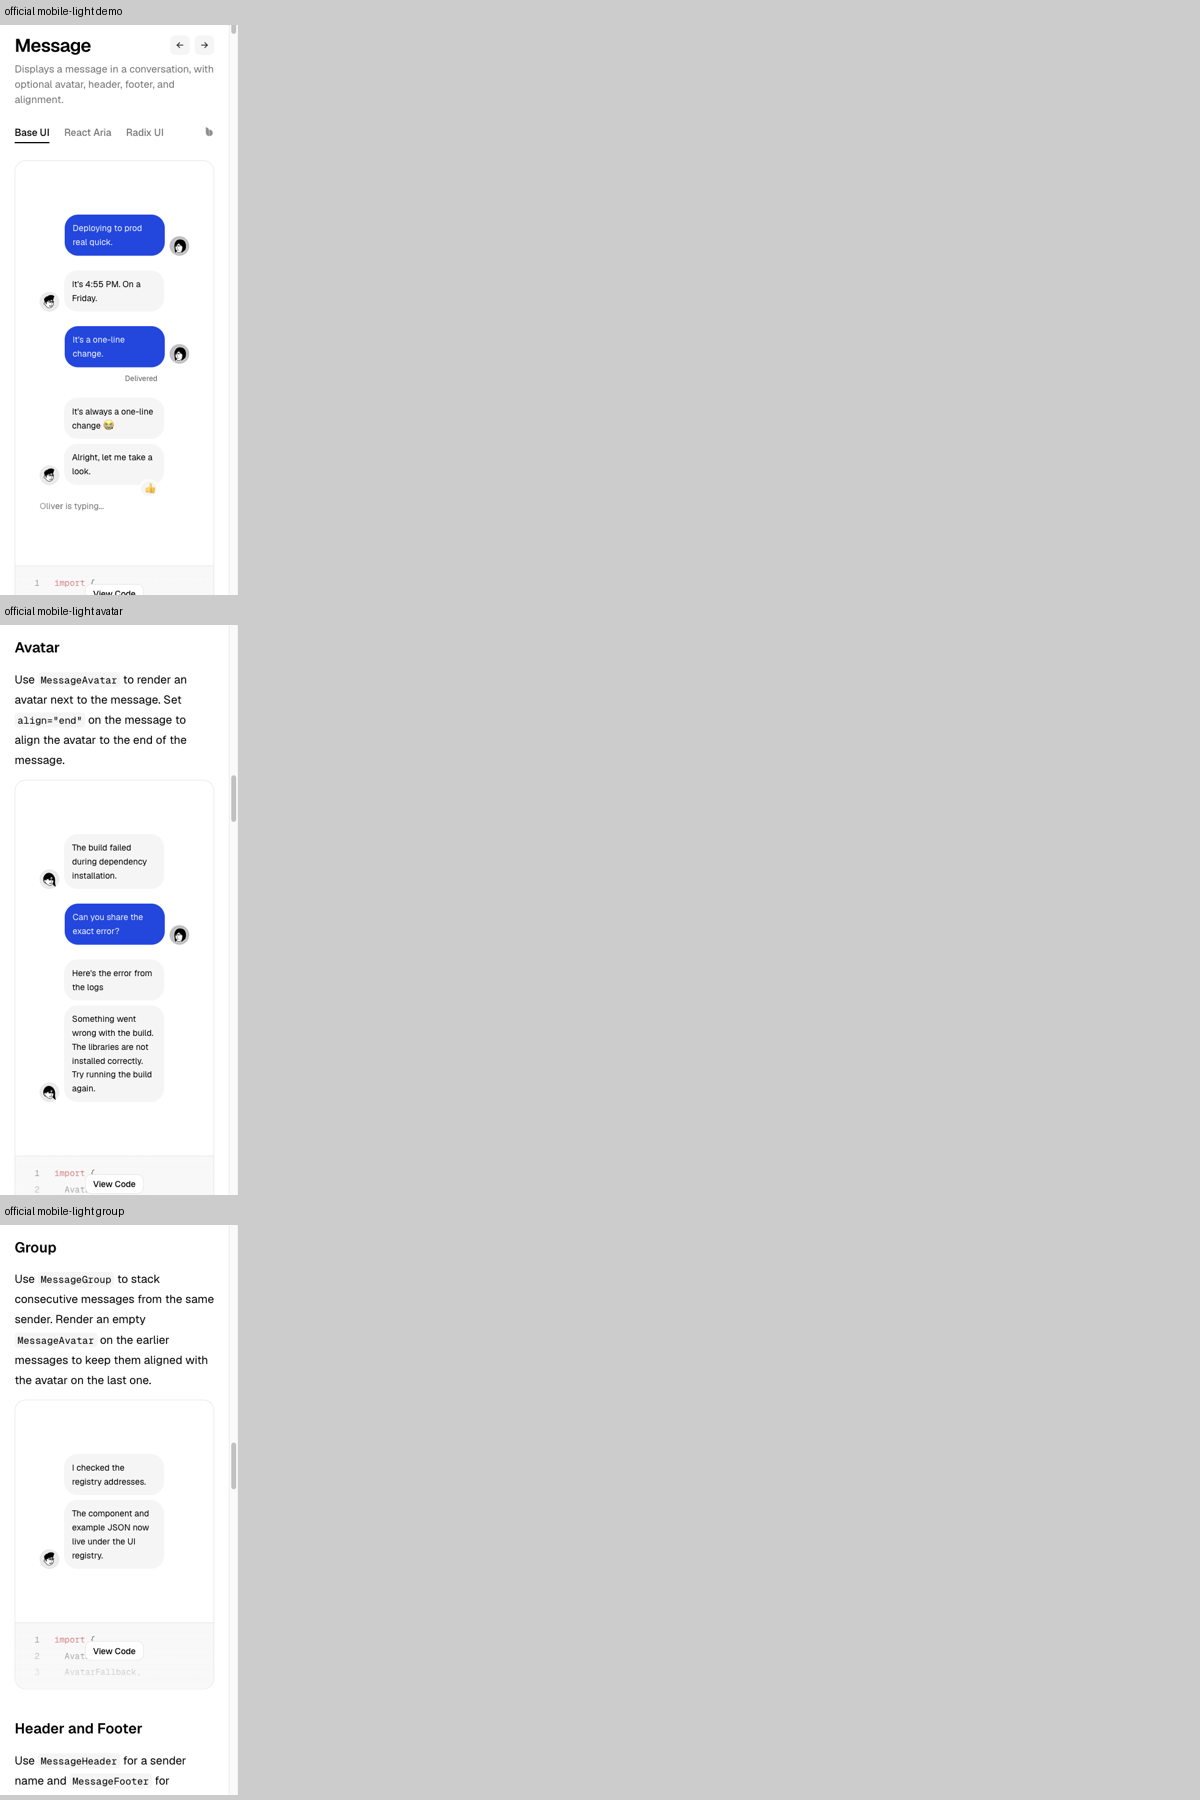 official mobile-light demo
Message
Displays a message in a conversation, with
optional avatar, header, footer, and
alignment.
Base UI React Aria Radix UI
Deploying to prod
real quick.
It's 4:55 PM. On a
Friday.
It's a one-line
change.
Delivered
It's always a one-line
change 😭
Alright, let me take a
look.
👍
Oliver is typing...
1 import {
View Code
official mobile-light avatar
Avatar
Use MessageAvatar to render an
avatar next to the message. Set
align="end" on the message to
align the avatar to the end of the
message.
The build failed
during dependency
installation.
Can you share the
exact error?
Here's the error from
the logs
Something went
wrong with the build.
The libraries are not
installed correctly.
Try running the build
again.
1 import {
View Code
2 Avat
official mobile-light group
Group
Use MessageGroup to stack
consecutive messages from the same
sender. Render an empty
MessageAvatar on the earlier
messages to keep them aligned with
the avatar on the last one.
I checked the
registry addresses.
The component and
example JSON now
live under the UI
registry.
1 import {
View Code
2 Avat
3 AvatarFallback,
Header and Footer
Use MessageHeader for a sender
name and MessageFooter for